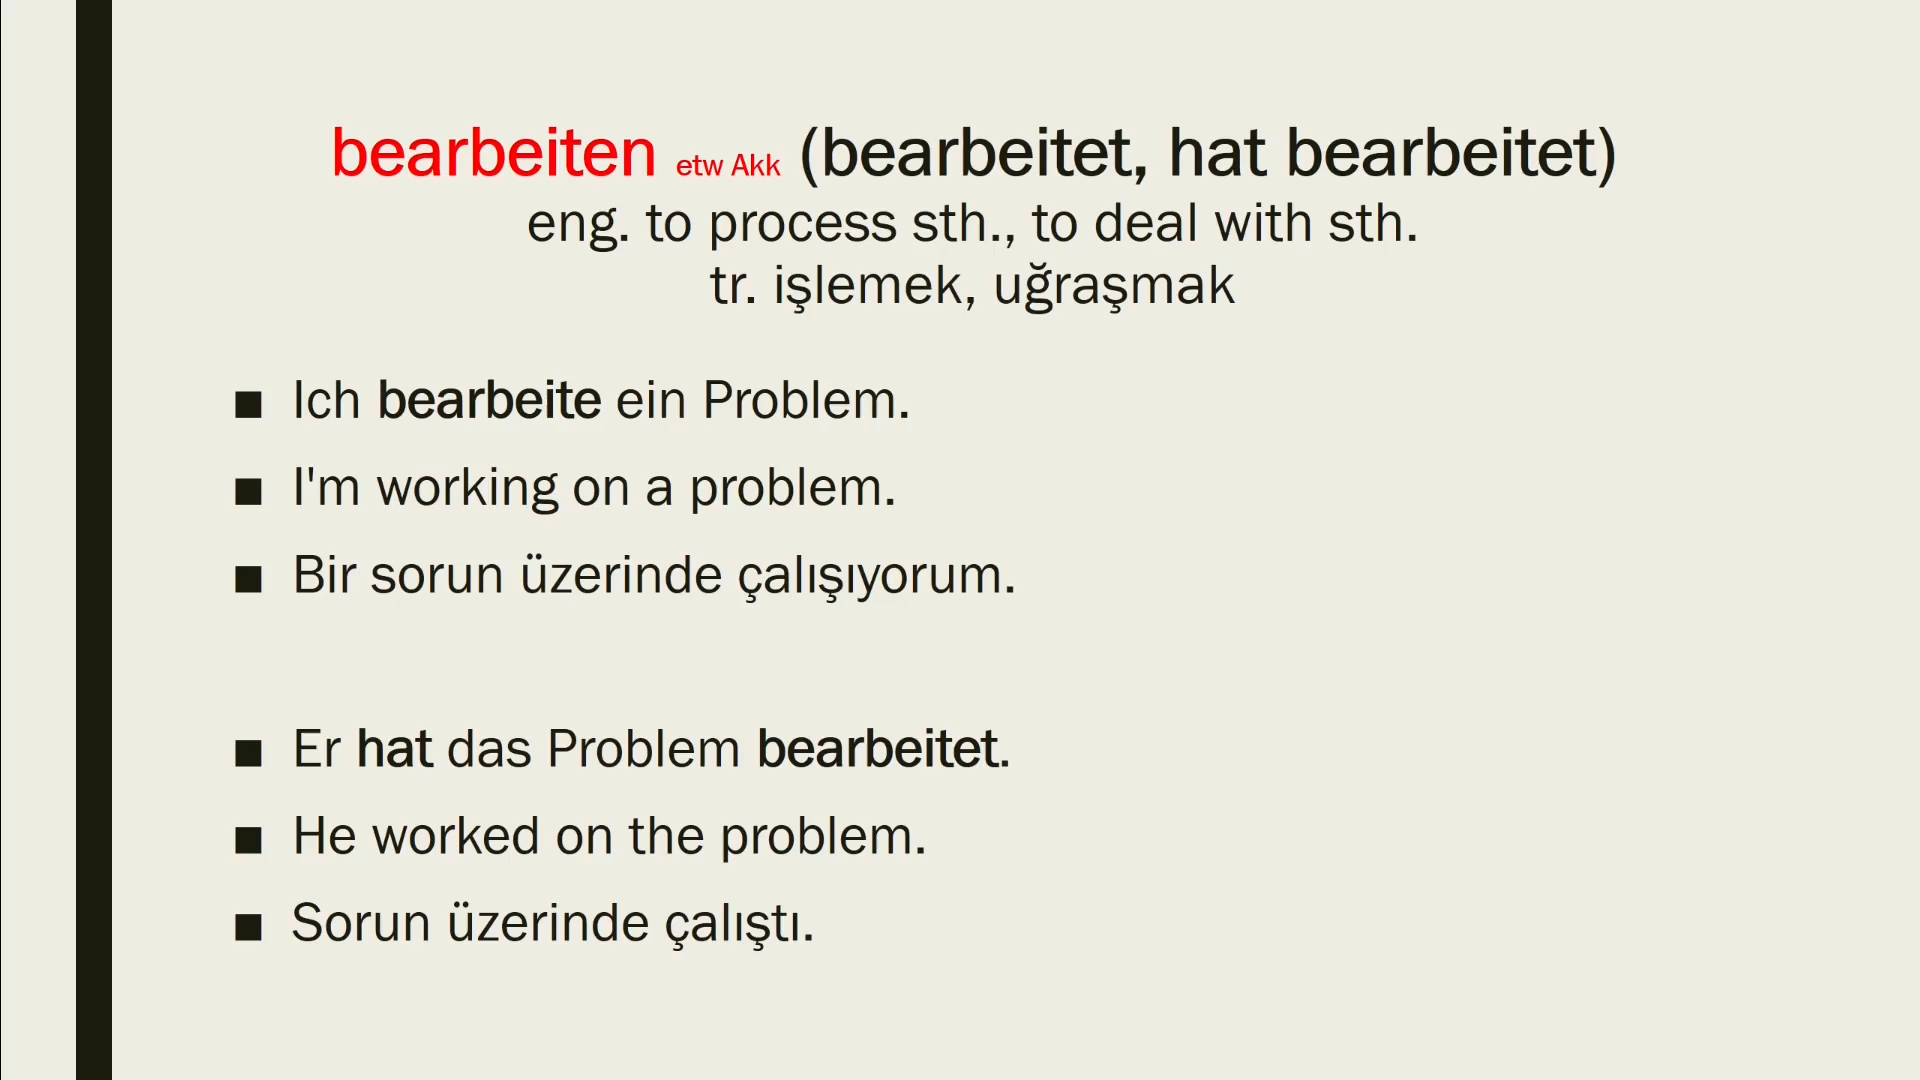 bearbeiten etw Akk (bearbeitet, hat bearbeitet)
eng. to process sth., to deal with sth.
tr. işlemek, uğraşmak
■ Ich bearbeite ein Problem.
■ I'm working on a problem.
■ Bir sorun üzerinde çalışıyorum.
■ Er hat das Problem bearbeitet.
■ He worked on the problem.
■ Sorun üzerinde çalıştı.